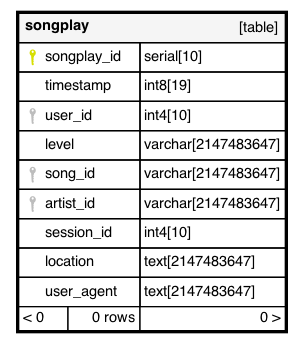 songplay [table]
songplay_id serial[10]
timestamp int8[19]
user_id int4[10]
level varchar[2147483647]
song_id varchar[2147483647]
artist_id varchar[2147483647]
session_id int4[10]
location text[2147483647]
user_agent text[2147483647]
< 0 0 rows 0 >